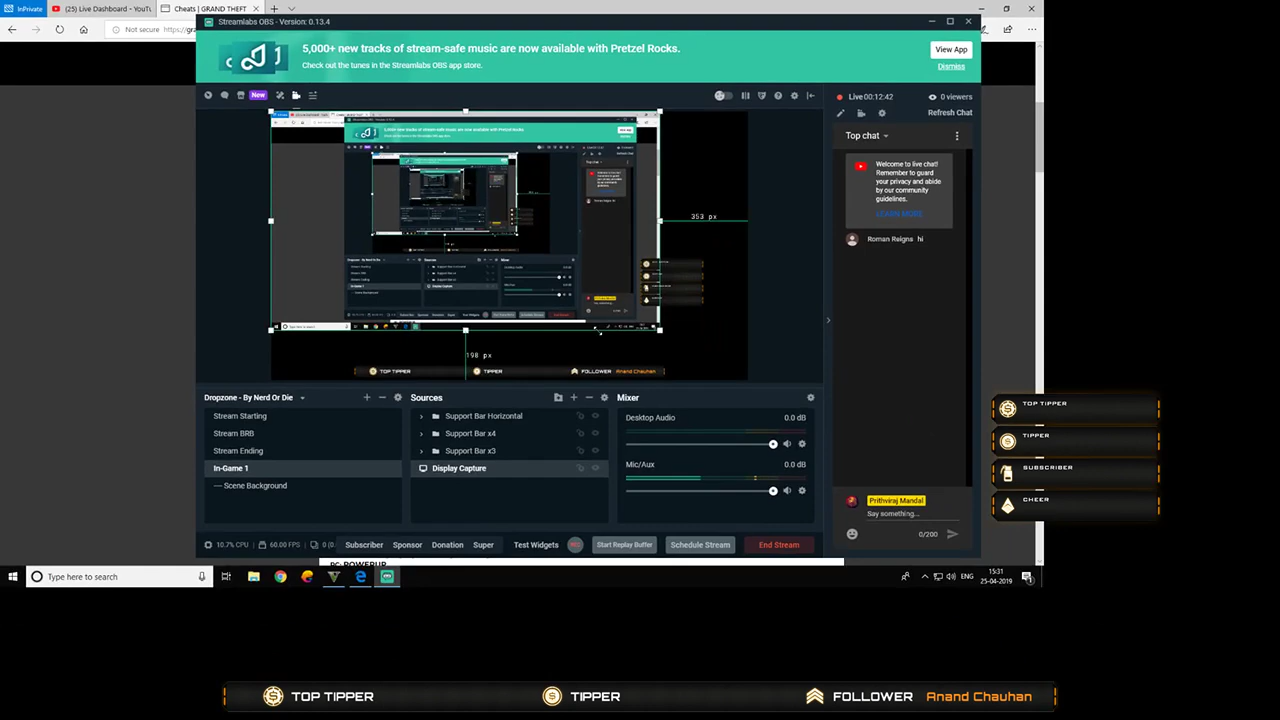 InPrivate
(25) Live Dashboard - YouTu
Cheats | GRAND THEFT
Not secure
https://gra
Streamlabs OBS - Version: 0.13.4
5,000+ new tracks of stream-safe music are now available with Pretzel Rocks.
Check out the tunes in the Streamlabs OBS app store.
View App
Dismiss
New
Live 00:12:42
0 viewers
Refresh Chat
Top chat
Welcome to live chat!
Remember to guard
your privacy and abide
by our community
guidelines.
LEARN MORE
Roman Reigns hi
353 px
198 px
TOP TIPPER
TIPPER
FOLLOWER Anand Chauhan
Dropzone - By Nerd Or Die
Stream Starting
Stream BRB
Stream Ending
In-Game 1
--- Scene Background
Sources
Support Bar Horizontal
Support Bar x4
Support Bar x3
Display Capture
Mixer
Desktop Audio
0.0 dB
Mic/Aux
0.0 dB
Prithviraj Mandal
Say something...
0/200
TOP TIPPER
TIPPER
SUBSCRIBER
CHEER
10.7% CPU
60.00 FPS
0 (0.
Subscriber
Sponsor
Donation
Super
Test Widgets
REC
Start Replay Buffer
Schedule Stream
End Stream
PC: POWERUP
Type here to search
ENG
15:31
25-04-2019
TOP TIPPER
TIPPER
FOLLOWER Anand Chauhan